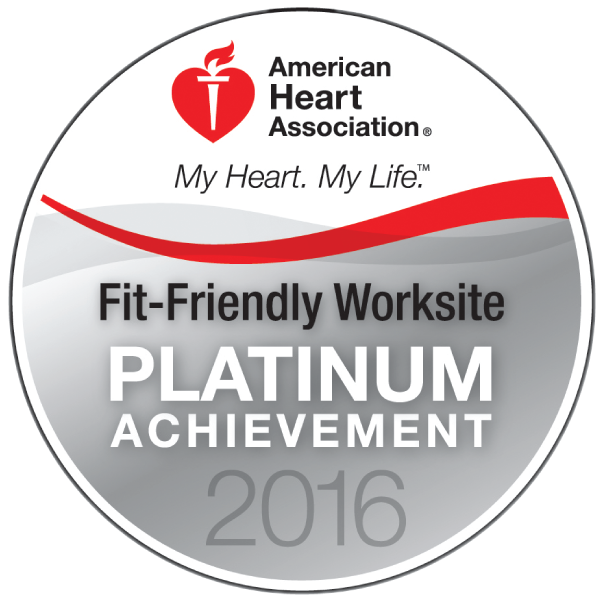 American
Heart
Association®
My Heart. My Life.™
Fit-Friendly Worksite
PLATINUM
ACHIEVEMENT
2016